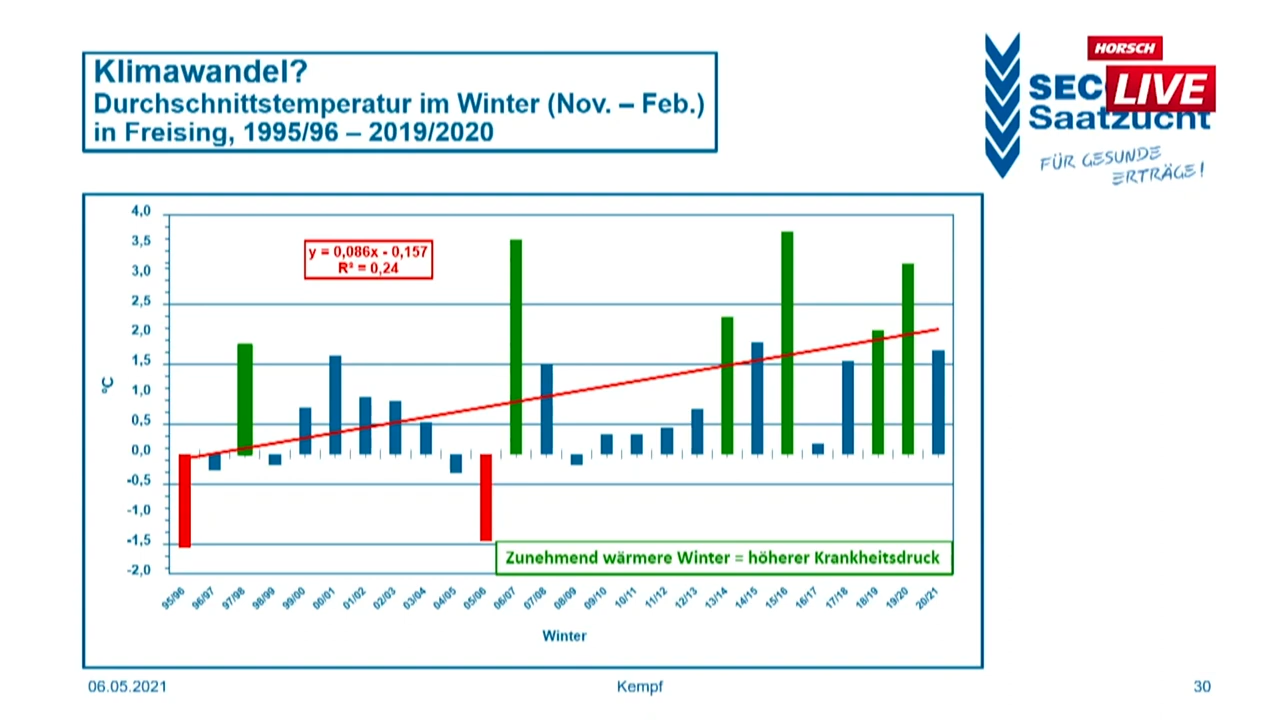 Klimawandel?
Durchschnittstemperatur im Winter (Nov. – Feb.)
in Freising, 1995/96 – 2019/2020
HORSCH
LIVE
SEC
Saatzucht
FÜR GESUNDE
ERTRÄGE!
4,0
3,5
3,0
2,5
2,0
1,5
1,0
0,5
0,0
-0,5
-1,0
-1,5
-2,0
°C
y = 0,086x - 0,157
R² = 0,24
Zunehmend wärmere Winter = höherer Krankheitsdruck
95/96 96/97 97/98 98/99 99/00 00/01 01/02 02/03 03/04 04/05 05/06 06/07 07/08 08/09 09/10 10/11 11/12 12/13 13/14 14/15 15/16 16/17 17/18 18/19 19/20 20/21
Winter
06.05.2021 Kempf 30